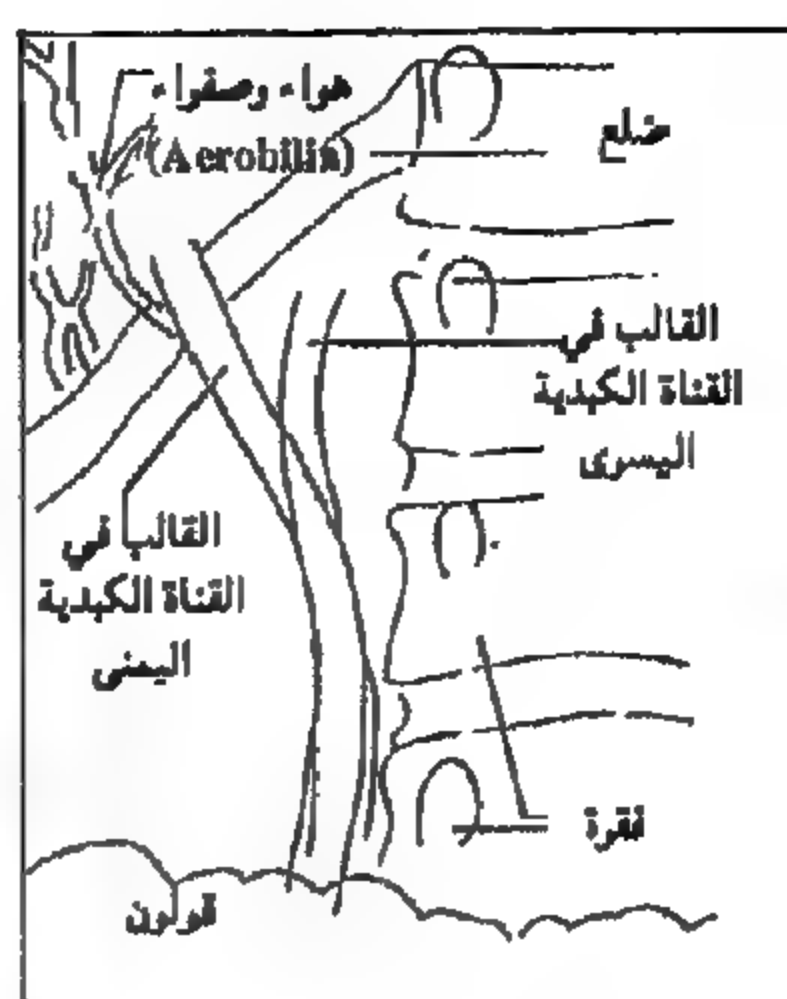 هواء وصفراء
(Aerobilia)
ضلع
القالب في
القناة الكبدية
اليسرى
القالب في
القناة الكبدية
اليمنى
فقرة
قولون